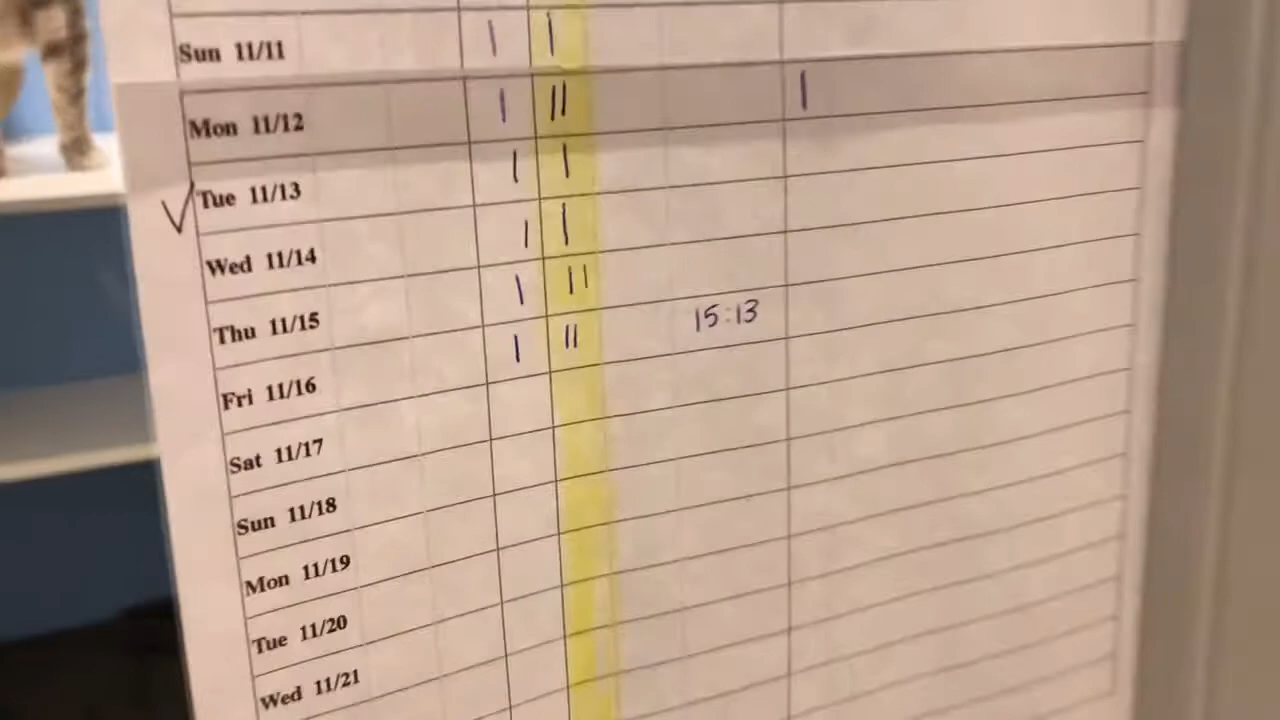 Sun 11/11 | |
Mon 11/12 | || |
✓ Tue 11/13 | |
Wed 11/14 | |
Thu 11/15 | ||
Fri 11/16 | || 15:13
Sat 11/17
Sun 11/18
Mon 11/19
Tue 11/20
Wed 11/21